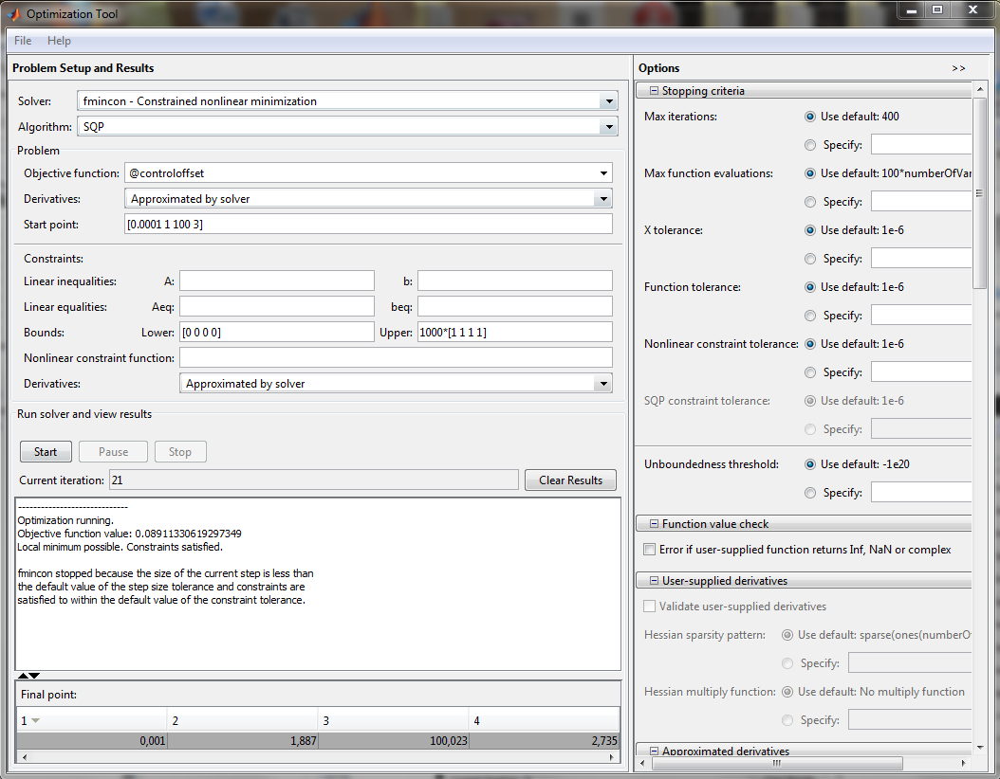 Optimization Tool
File Help
Problem Setup and Results
Solver: fmincon - Constrained nonlinear minimization
Algorithm: SQP
Problem
Objective function: @controloffset
Derivatives: Approximated by solver
Start point: [0.0001 1 100 3]
Constraints:
Linear inequalities: A: b:
Linear equalities: Aeq: beq:
Bounds: Lower: [0 0 0 0] Upper: 1000*[1 1 1 1]
Nonlinear constraint function:
Derivatives: Approximated by solver
Run solver and view results
Start Pause Stop
Current iteration: 21 Clear Results
------------------------------
Optimization running.
Objective function value: 0.08911330619297349
Local minimum possible. Constraints satisfied.
fmincon stopped because the size of the current step is less than
the default value of the step size tolerance and constraints are
satisfied to within the default value of the constraint tolerance.
Final point:
1 2 3 4
0,001 1,887 100,023 2,735
Options >>
Stopping criteria
Max iterations: Use default: 400
Specify:
Max function evaluations: Use default: 100*numberOfVar
Specify:
X tolerance: Use default: 1e-6
Specify:
Function tolerance: Use default: 1e-6
Specify:
Nonlinear constraint tolerance: Use default: 1e-6
Specify:
SQP constraint tolerance: Use default: 1e-6
Specify:
Unboundedness threshold: Use default: -1e20
Specify:
Function value check
Error if user-supplied function returns Inf, NaN or complex
User-supplied derivatives
Validate user-supplied derivatives
Hessian sparsity pattern: Use default: sparse(ones(numberO
Specify:
Hessian multiply function: Use default: No multiply function
Specify:
Approximated derivatives